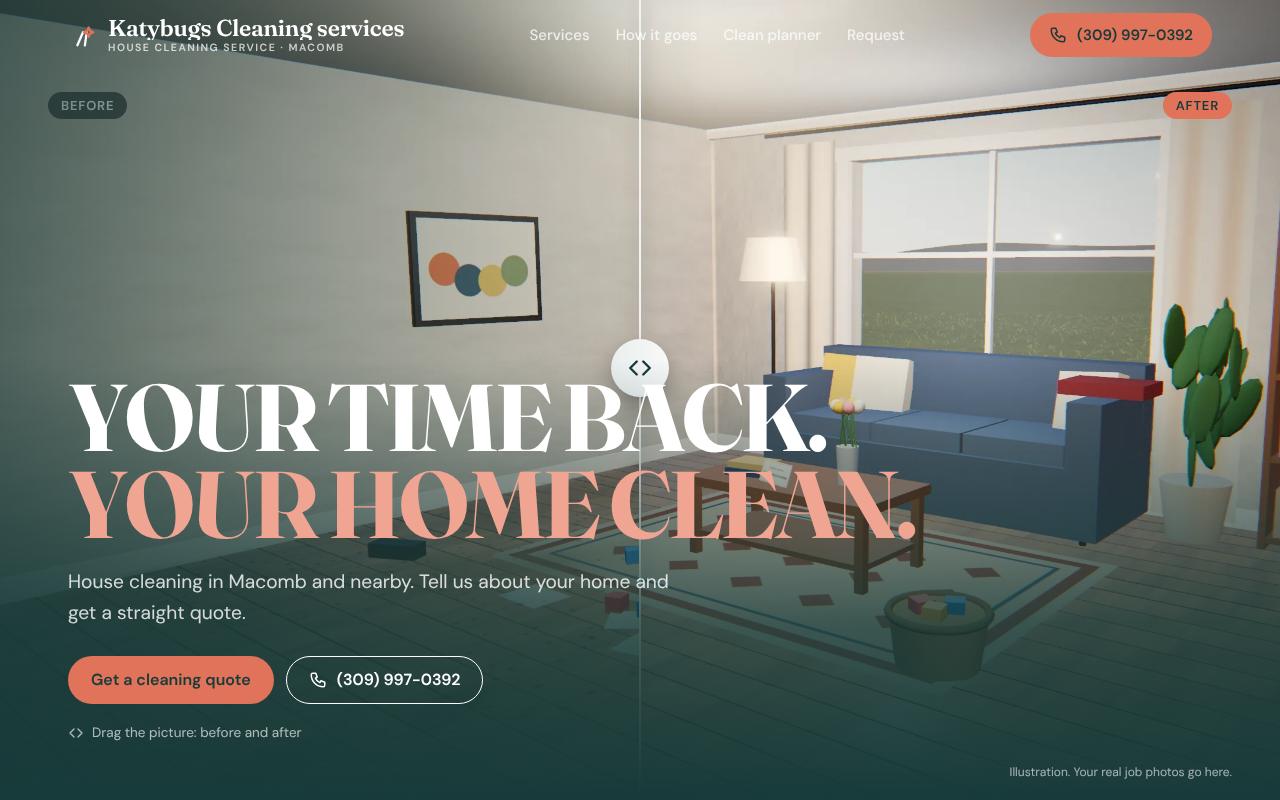 Katybugs Cleaning services
HOUSE CLEANING SERVICE · MACOMB
Services
How it goes
Clean planner
Request
(309) 997-0392
BEFORE
AFTER
YOUR TIME BACK.
YOUR HOME CLEAN.
House cleaning in Macomb and nearby. Tell us about your home and
get a straight quote.
Get a cleaning quote
(309) 997-0392
Drag the picture: before and after
Illustration. Your real job photos go here.